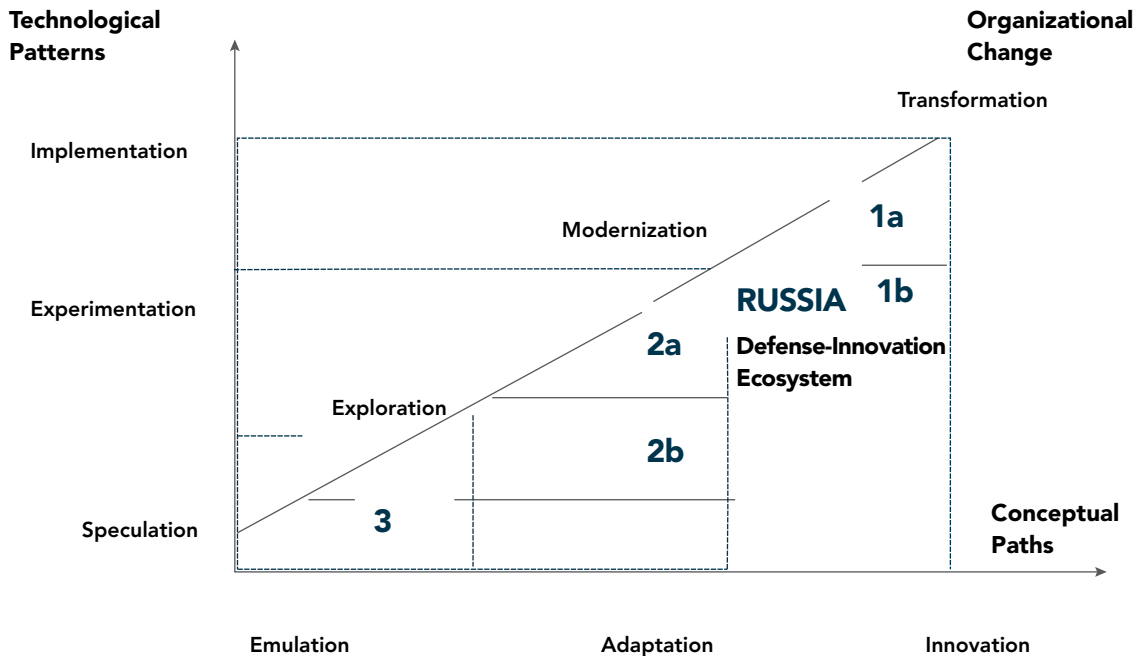 Technological
Patterns
Organizational
Change
Transformation
Implementation
1a
Modernization
1b
RUSSIA
Experimentation
2a
Defense-Innovation
Ecosystem
Exploration
2b
3
Speculation
Conceptual
Paths
Emulation
Adaptation
Innovation